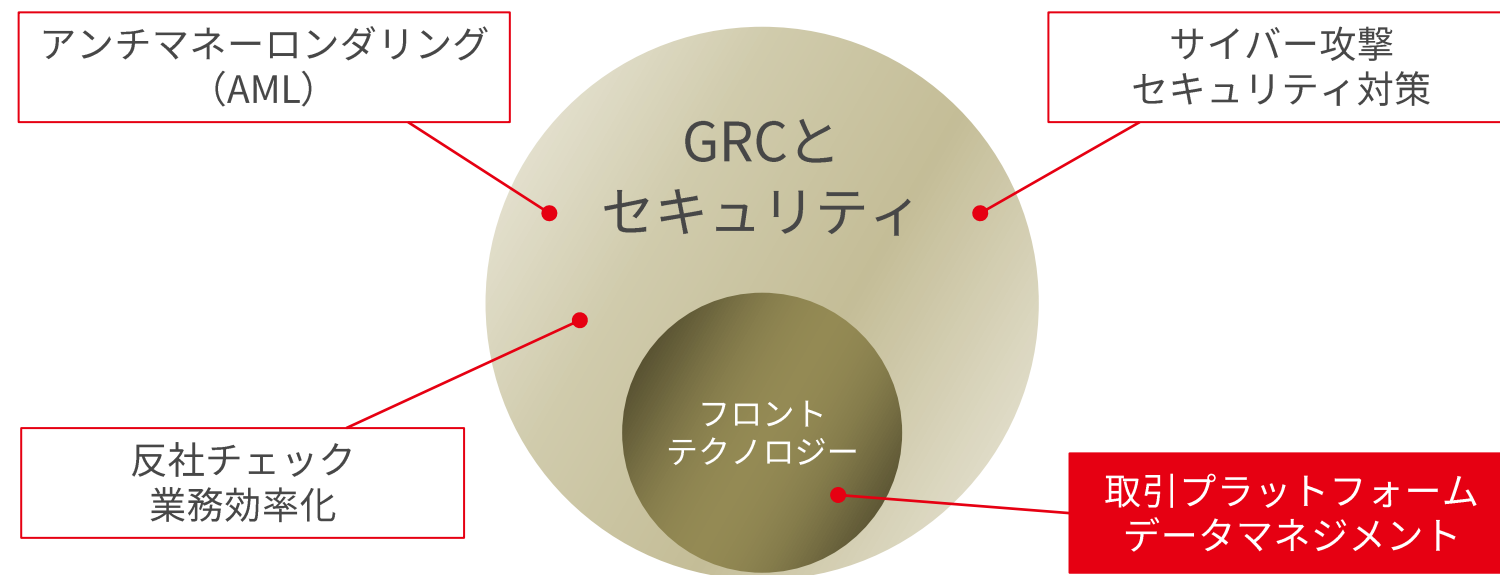 アンチマネーロンダリング
（AML）
サイバー攻撃
セキュリティ対策
GRCと
セキュリティ
反社チェック
業務効率化
フロント
テクノロジー
取引プラットフォーム
データマネジメント